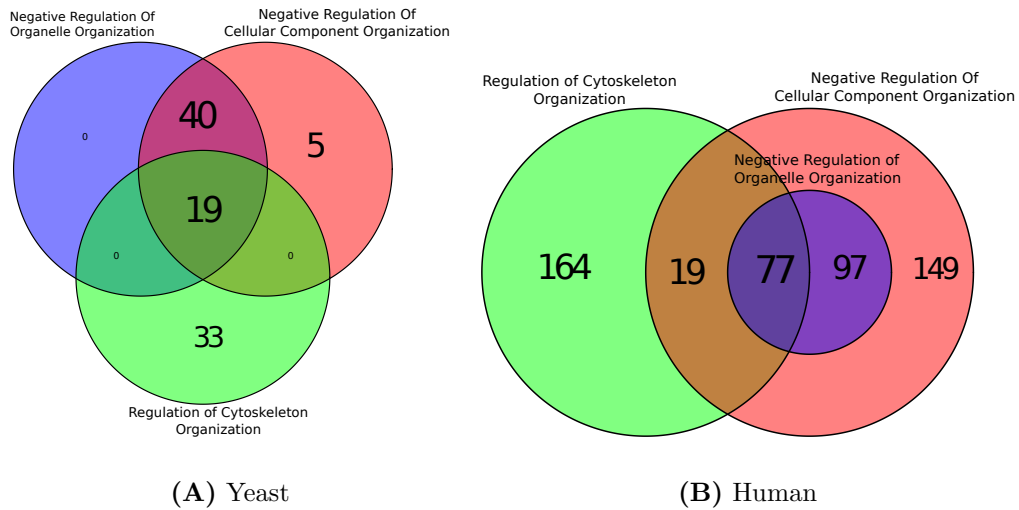 Negative Regulation Of
Organelle Organization
Negative Regulation Of
Cellular Component Organization
0
40
5
19
0
0
33
Regulation of Cytoskeleton
Organization
(A) Yeast
Regulation of Cytoskeleton
Organization
Negative Regulation Of
Cellular Component Organization
Negative Regulation of
Organelle Organization
164
19
77
97
149
(B) Human